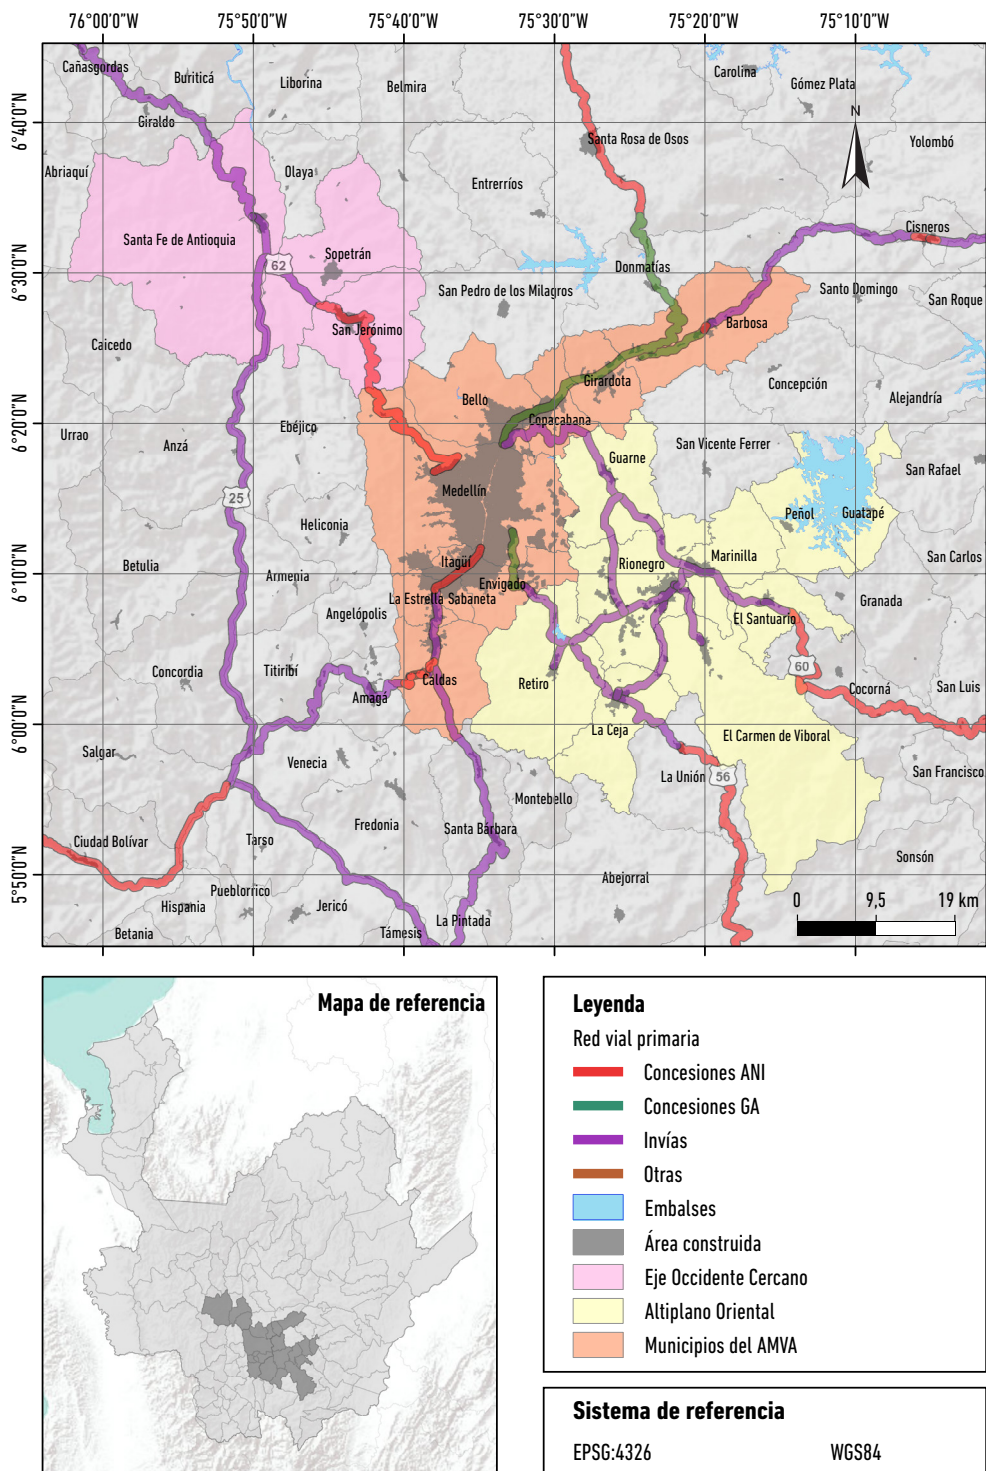 76°00'0"W 75°50'0"W 75°40'0"W 75°30'0"W 75°20'0"W 75°10'0"W
6°40'0"N
6°30'0"N
6°20'0"N
6°10'0"N
6°00'0"N
5°50'0"N
Cañasgordas
Buriticá
Liborina
Belmira
Carolina
Gómez Plata
Giraldo
N
Santa Rosa de Osos
Yolombó
Abriaquí
Olaya
Entrerríos
Santa Fe de Antioquia
Sopetrán
Cisneros
62
Donmatías
San Pedro de los Milagros
Santo Domingo
San Roque
San Jerónimo
Barbosa
Caicedo
Girardota
Concepción
Bello
Alejandría
Copacabana
Urrao
Anzá
Ebéjico
San Vicente Ferrer
Guarne
San Rafael
25
Medellín
Peñol
Guatapé
Heliconia
Betulia
Itagüí
Rionegro
Marinilla
San Carlos
Armenia
Envigado
La Estrella
Sabaneta
Granada
Angelópolis
El Santuario
Concordia
Titiribí
60
Caldas
Retiro
Cocorná
San Luis
Amagá
La Ceja
El Carmen de Viboral
Salgar
Venecia
La Unión
56
San Francisco
Montebello
Fredonia
Santa Bárbara
Ciudad Bolívar
Tarso
Sonsón
Abejorral
Pueblorrico
Hispania
Jericó
0 9,5 19 km
La Pintada
Betania
Támesis
Mapa de referencia
Leyenda
Red vial primaria
Concesiones ANI
Concesiones GA
Invías
Otras
Embalses
Área construida
Eje Occidente Cercano
Altiplano Oriental
Municipios del AMVA
Sistema de referencia
EPSG:4326 WGS84